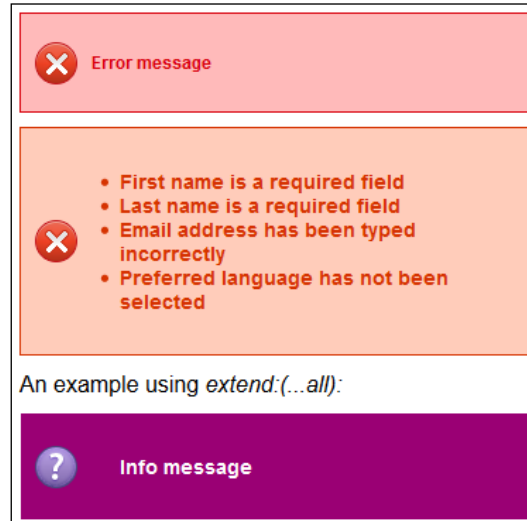 Error message
• First name is a required field
• Last name is a required field
• Email address has been typed
incorrectly
• Preferred language has not been
selected
An example using extend:(...all):
? Info message